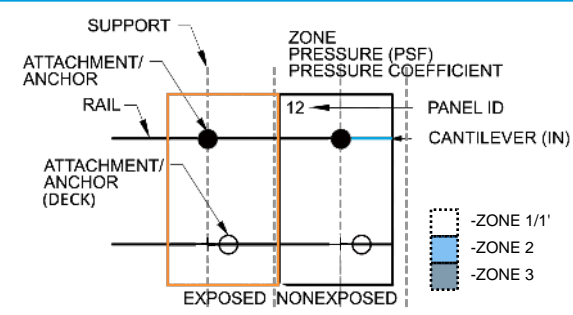 SUPPORT
ATTACHMENT/
ANCHOR
RAIL
ATTACHMENT/
ANCHOR
(DECK)
ZONE
PRESSURE (PSF)
PRESSURE COEFFICIENT
12
PANEL ID
CANTILEVER (IN)
-ZONE 1/1'
-ZONE 2
-ZONE 3
EXPOSED
NONEXPOSED